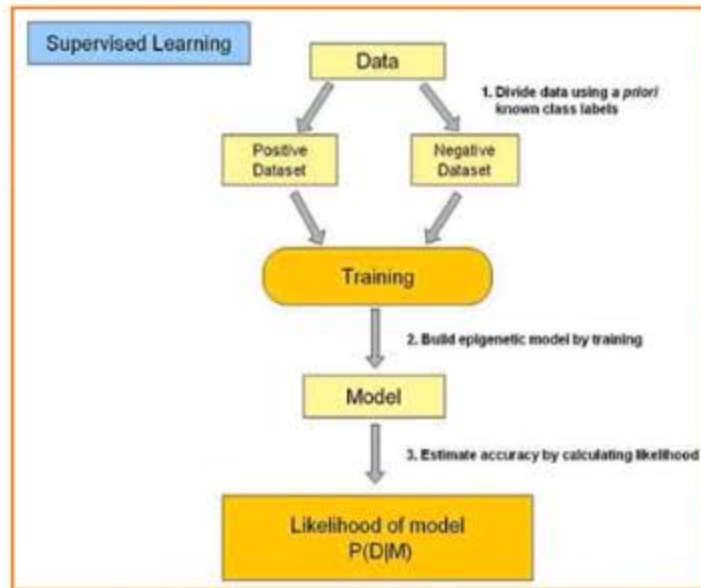 Supervised Learning
Data
1. Divide data using a priori
known class labels
Positive
Dataset
Negative
Dataset
Training
2. Build epigenetic model by training
Model
3. Estimate accuracy by calculating likelihood
Likelihood of model
P(D|M)